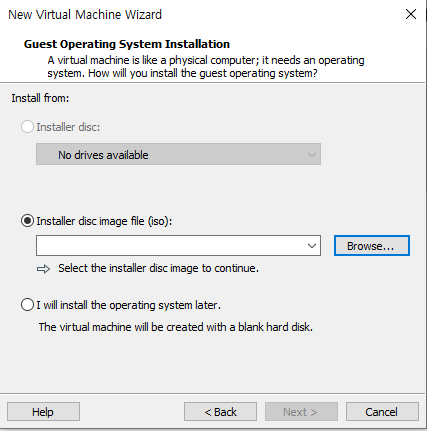 New Virtual Machine Wizard
Guest Operating System Installation
A virtual machine is like a physical computer; it needs an operating
system. How will you install the guest operating system?
Install from:
Installer disc:
No drives available
Installer disc image file (iso):
Browse...
Select the installer disc image to continue.
I will install the operating system later.
The virtual machine will be created with a blank hard disk.
Help
< Back
Next >
Cancel